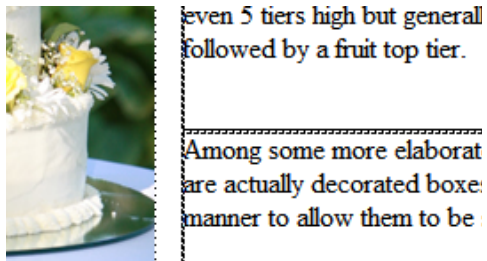 even 5 tiers high but generall
followed by a fruit top tier.
Among some more elaborat
are actually decorated boxes
manner to allow them to be